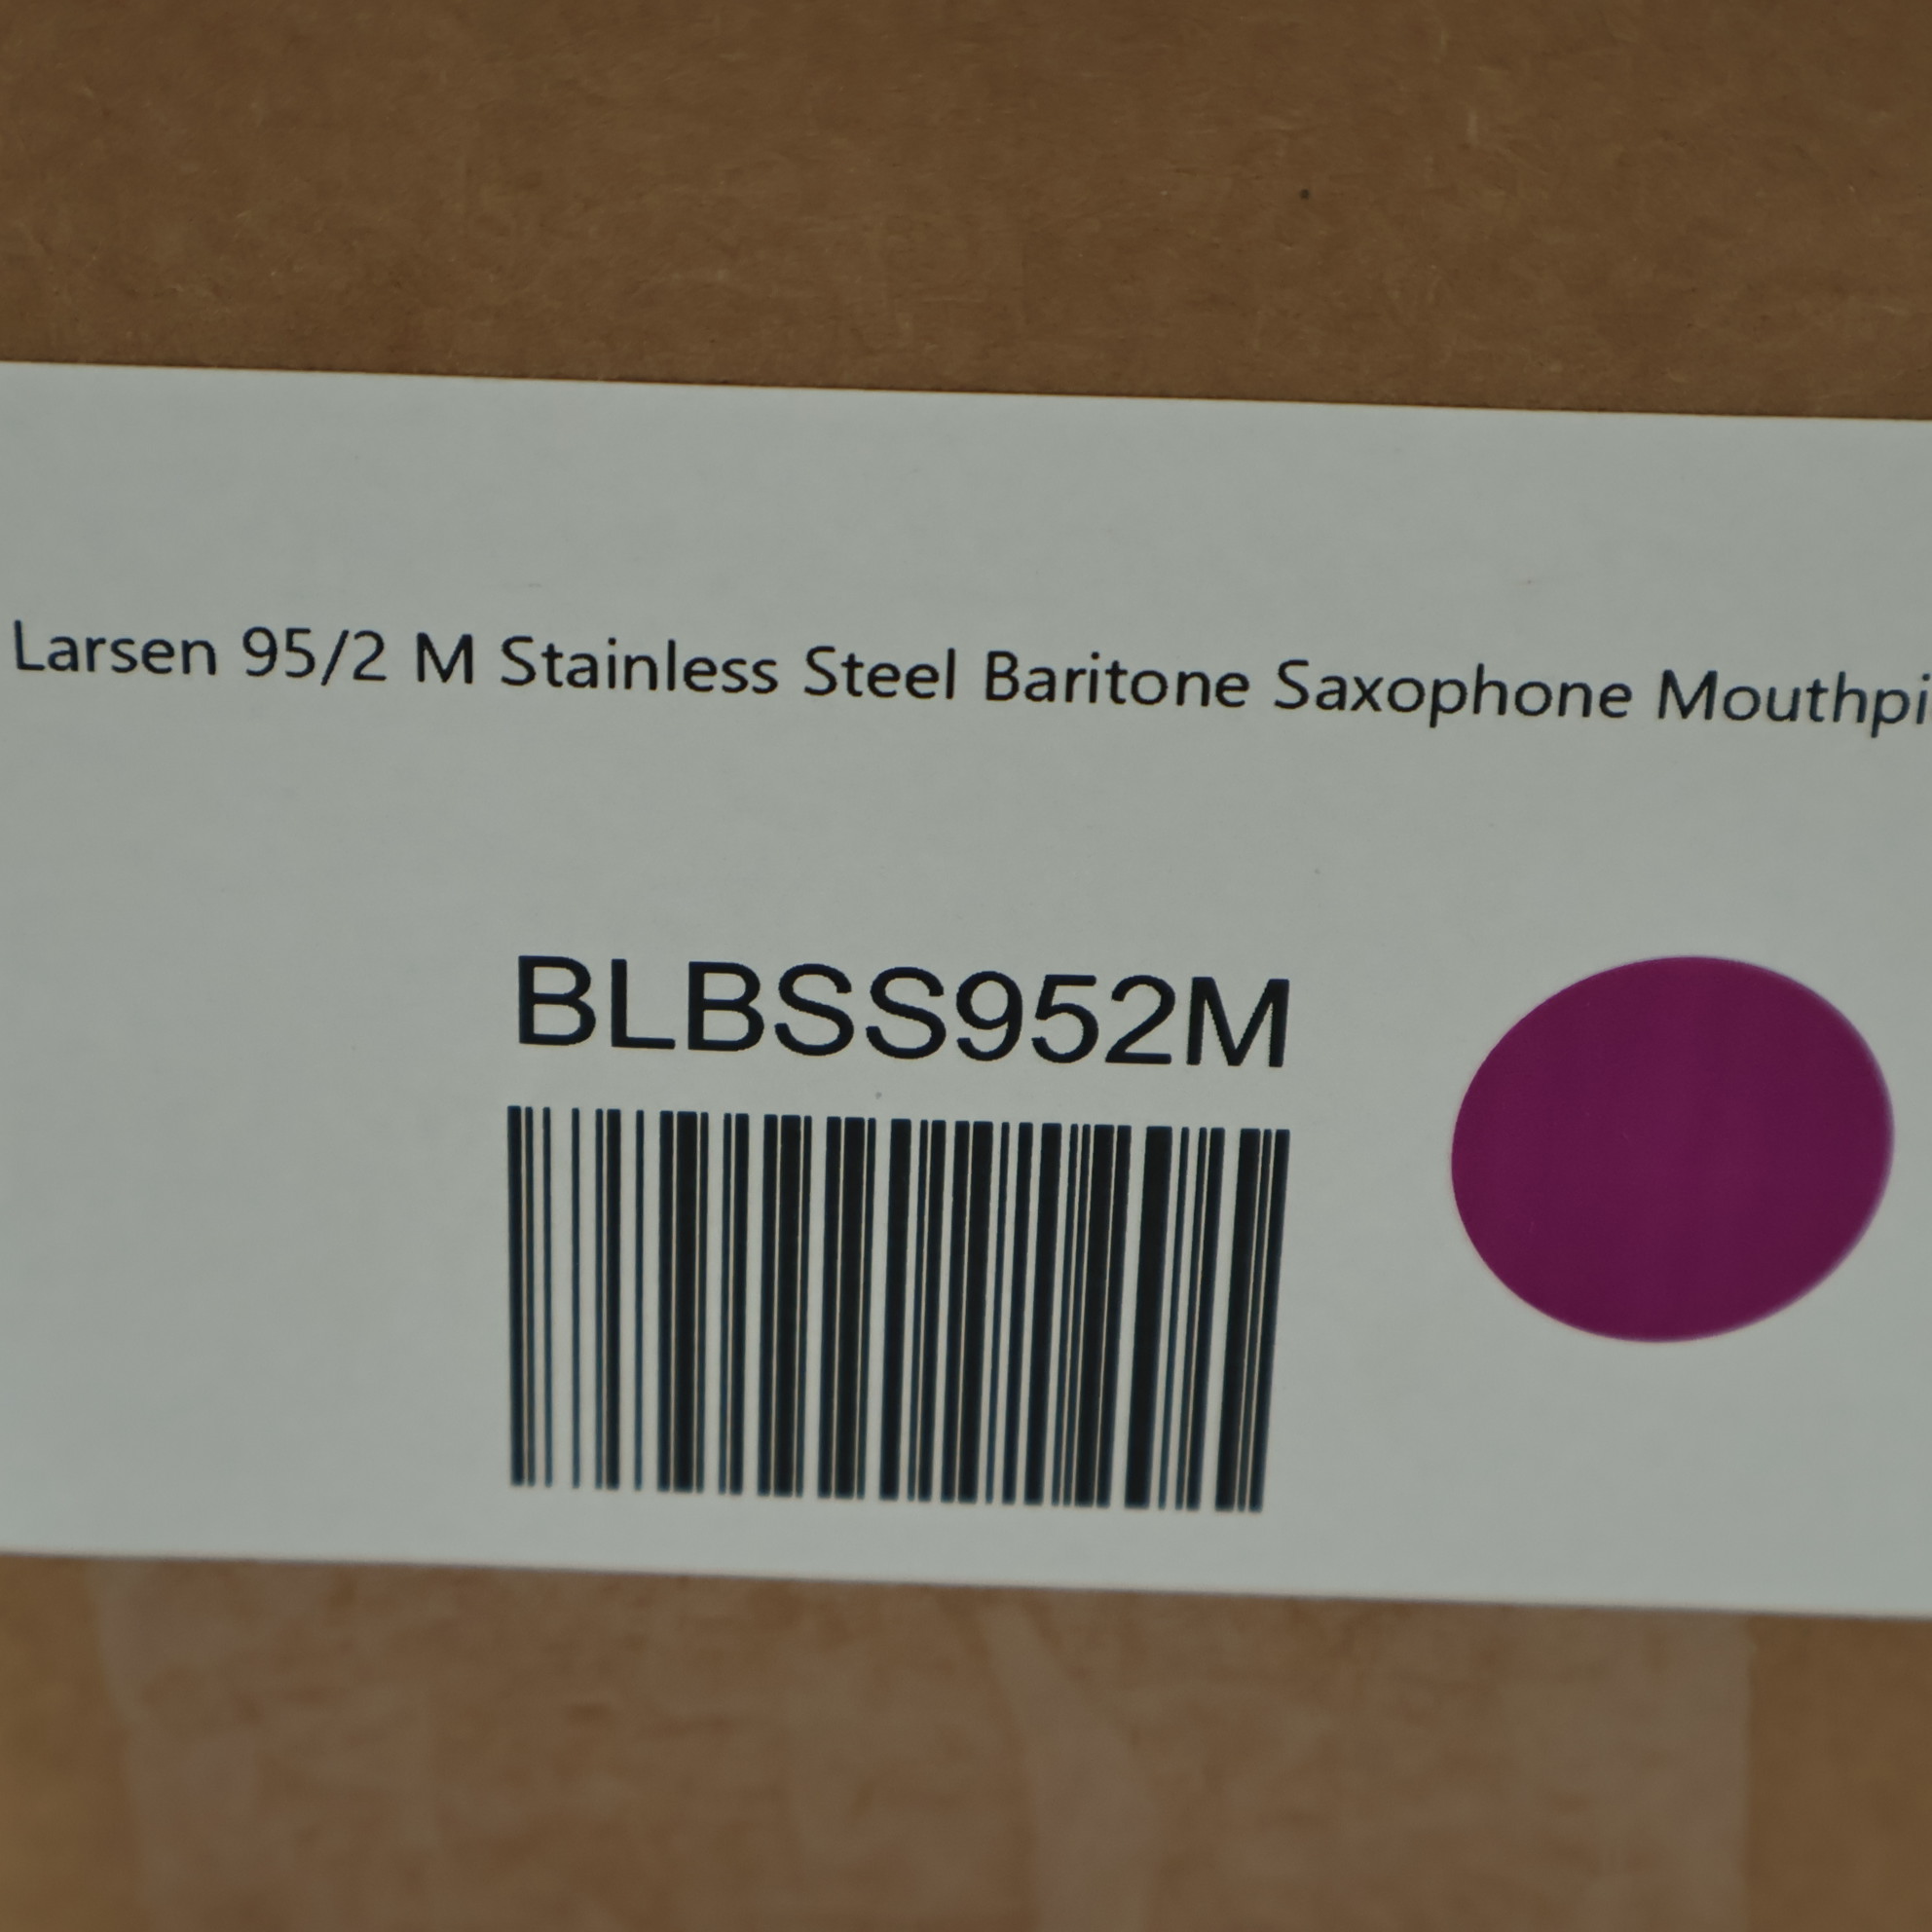 Larsen 95/2 M Stainless Steel Baritone Saxophone Mouthpi
BLBSS952M